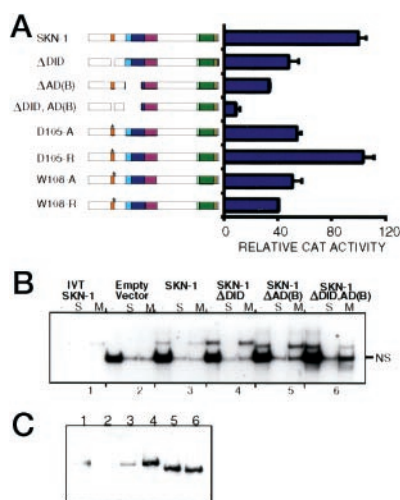 A
SKN-1
ΔDID
ΔAD(B)
ΔDID, AD(B)
D105-A
D105-R
W108-A
W108-R
0 40 80 120
RELATIVE CAT ACTIVITY
B
IVT SKN-1 Empty Vector SKN-1 SKN-1 ΔDID SKN-1 ΔAD(B) SKN-1 ΔDID,AD(B)
S M S M S M S M S M S M
NS
1 2 3 4 5 6
C
1 2 3 4 5 6